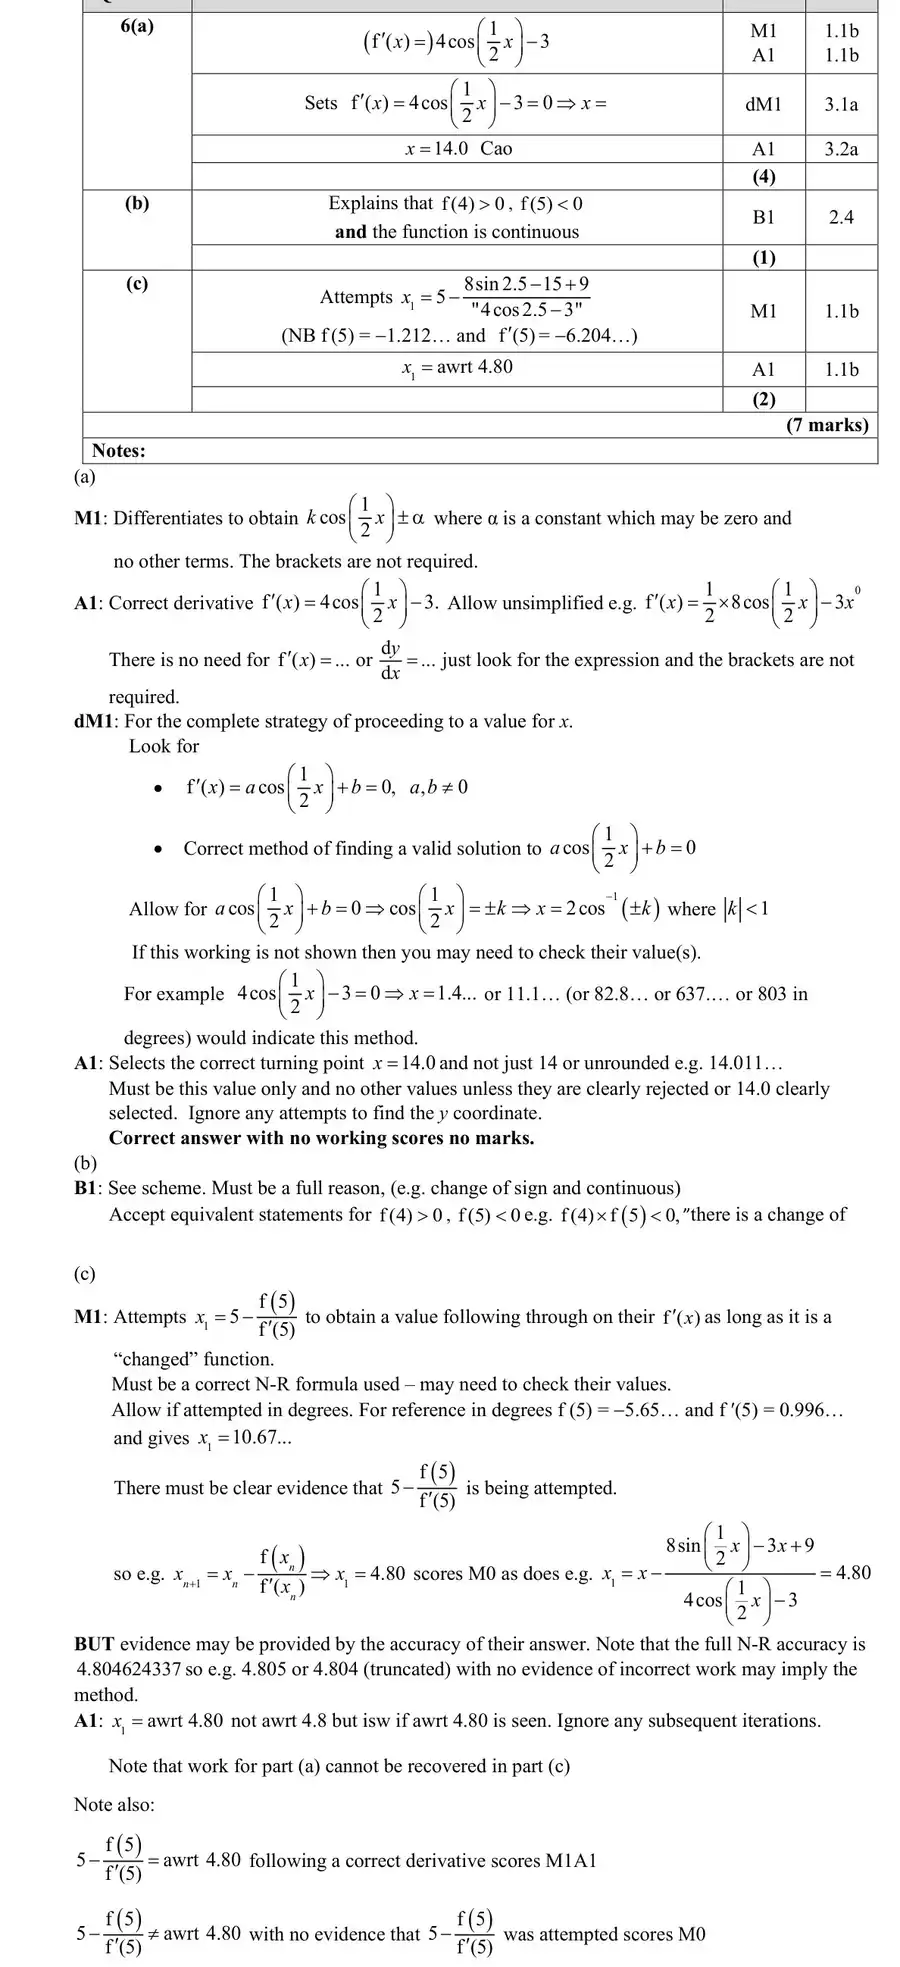 6(a)
(f′(x) =) 4cos(1/2 x) − 3
M1 1.1b
A1 1.1b
Sets f′(x) = 4cos(1/2 x) − 3 = 0 ⇒ x =
dM1 3.1a
x = 14.0 Cao
A1 3.2a
(4)
(b)
Explains that f(4) > 0, f(5) < 0
and the function is continuous
B1 2.4
(1)
(c)
Attempts x₁ = 5 − (8sin 2.5 − 15 + 9)/("4cos 2.5 − 3")
(NB f(5) = −1.212… and f′(5) = −6.204…)
M1 1.1b
x₁ = awrt 4.80
A1 1.1b
(2)
(7 marks)
Notes:
(a)
M1: Differentiates to obtain k cos(1/2 x) ± α where α is a constant which may be zero and
no other terms. The brackets are not required.
A1: Correct derivative f′(x) = 4cos(1/2 x) − 3. Allow unsimplified e.g. f′(x) = 1/2 × 8cos(1/2 x) − 3x⁰
There is no need for f′(x) = ... or dy/dx = ... just look for the expression and the brackets are not
required.
dM1: For the complete strategy of proceeding to a value for x.
Look for
• f′(x) = a cos(1/2 x) + b = 0, a, b ≠ 0
• Correct method of finding a valid solution to a cos(1/2 x) + b = 0
Allow for a cos(1/2 x) + b = 0 ⇒ cos(1/2 x) = ±k ⇒ x = 2cos⁻¹(±k) where |k| < 1
If this working is not shown then you may need to check their value(s).
For example 4cos(1/2 x) − 3 = 0 ⇒ x = 1.4... or 11.1… (or 82.8… or 637.… or 803 in
degrees) would indicate this method.
A1: Selects the correct turning point x = 14.0 and not just 14 or unrounded e.g. 14.011…
Must be this value only and no other values unless they are clearly rejected or 14.0 clearly
selected. Ignore any attempts to find the y coordinate.
Correct answer with no working scores no marks.
(b)
B1: See scheme. Must be a full reason, (e.g. change of sign and continuous)
Accept equivalent statements for f(4) > 0, f(5) < 0 e.g. f(4) × f(5) < 0, "there is a change of
(c)
M1: Attempts x₁ = 5 − f(5)/f′(5) to obtain a value following through on their f′(x) as long as it is a
“changed” function.
Must be a correct N-R formula used – may need to check their values.
Allow if attempted in degrees. For reference in degrees f (5) = −5.65… and f ′(5) = 0.996…
and gives x₁ = 10.67...
There must be clear evidence that 5 − f(5)/f′(5) is being attempted.
so e.g. xₙ₊₁ = xₙ − f(xₙ)/f′(xₙ) ⇒ x₁ = 4.80 scores M0 as does e.g. x₁ = x − (8sin(1/2 x) − 3x + 9)/(4cos(1/2 x) − 3) = 4.80
BUT evidence may be provided by the accuracy of their answer. Note that the full N-R accuracy is
4.804624337 so e.g. 4.805 or 4.804 (truncated) with no evidence of incorrect work may imply the
method.
A1: x₁ = awrt 4.80 not awrt 4.8 but isw if awrt 4.80 is seen. Ignore any subsequent iterations.
Note that work for part (a) cannot be recovered in part (c)
Note also:
5 − f(5)/f′(5) = awrt 4.80 following a correct derivative scores M1A1
5 − f(5)/f′(5) ≠ awrt 4.80 with no evidence that 5 − f(5)/f′(5) was attempted scores M0